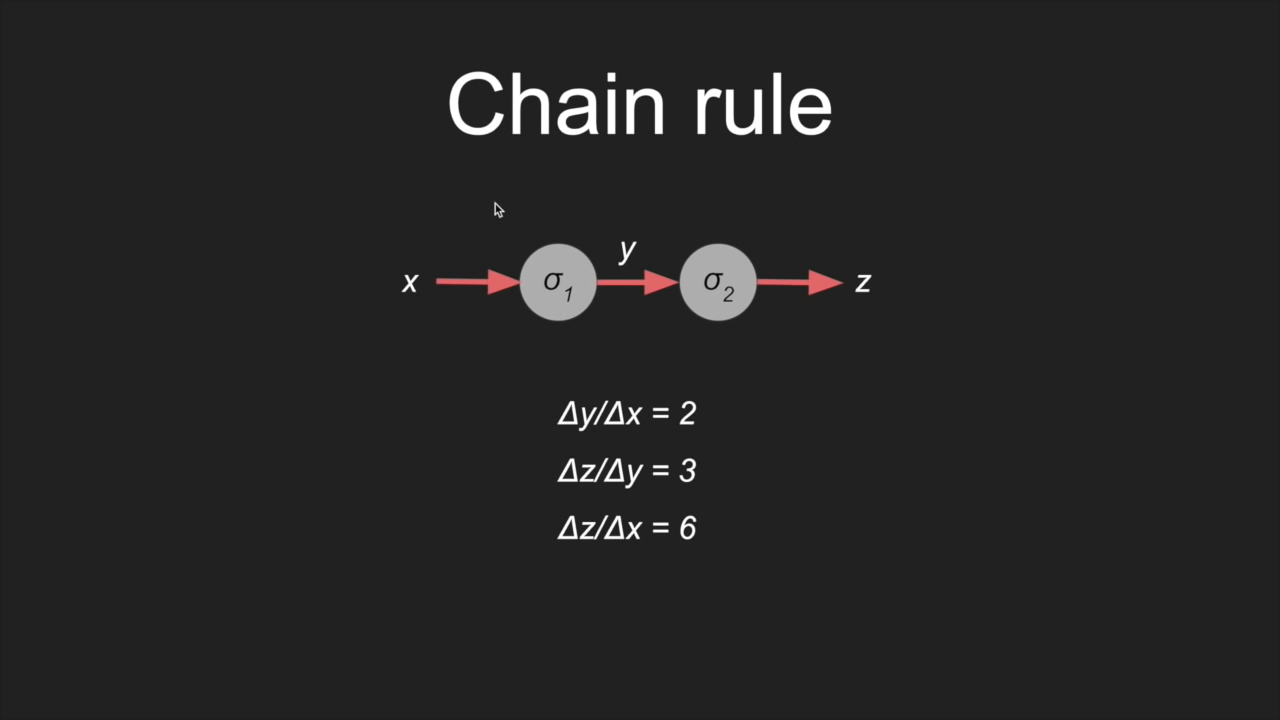 Chain rule
x σ1 y σ2 z
Δy/Δx = 2
Δz/Δy = 3
Δz/Δx = 6